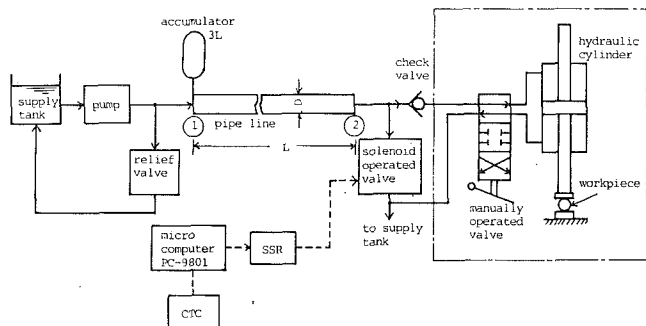 accumulator
3L
supply
tank
pump
D
1
pipe line
2
L
relief
valve
check
valve
solenoid
operated
valve
to supply
tank
hydraulic
cylinder
workpiece
manually
operated
valve
micro
computer
PC-9801
SSR
CTC